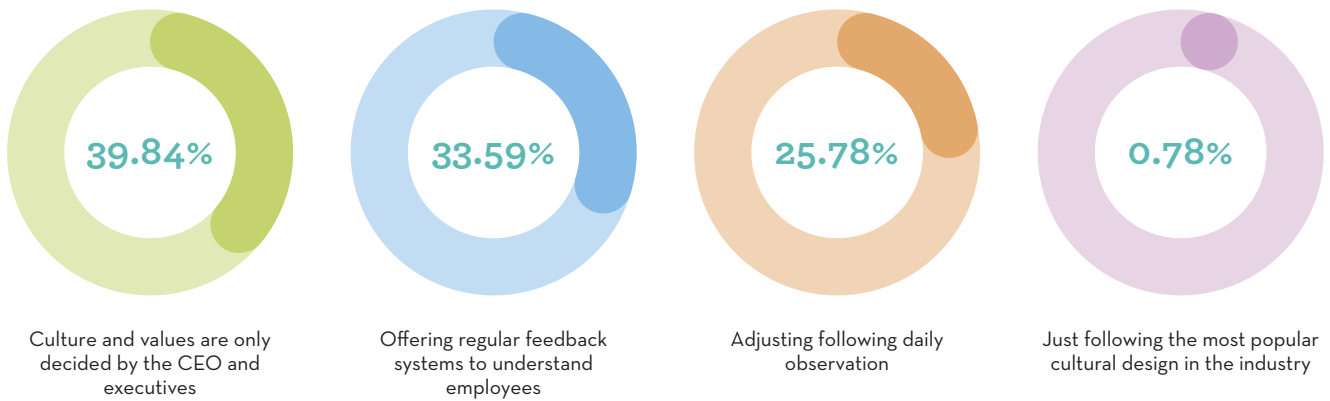 39.84%
33.59%
25.78%
0.78%
Culture and values are only
decided by the CEO and
executives
Offering regular feedback
systems to understand
employees
Adjusting following daily
observation
Just following the most popular
cultural design in the industry